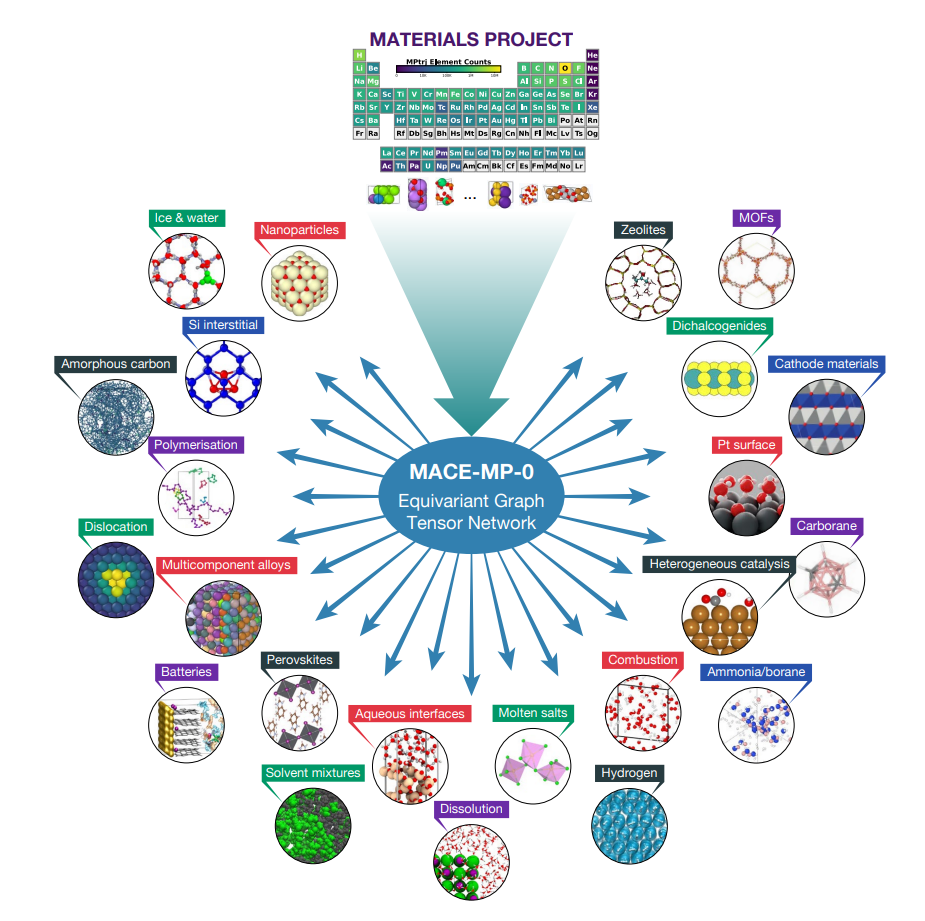 MATERIALS PROJECT
H He
MPtrj Element Counts
Li Be B C N O F Ne
Na Mg Al Si P S Cl Ar
K Ca Sc Ti V Cr Mn Fe Co Ni Cu Zn Ga Ge As Se Br Kr
Rb Sr Y Zr Nb Mo Tc Ru Rh Pd Ag Cd In Sn Sb Te I Xe
Cs Ba Hf Ta W Re Os Ir Pt Au Hg Tl Pb Bi Po At Rn
Fr Ra Rf Db Sg Bh Hs Mt Ds Rg Cn Nh Fl Mc Lv Ts Og
La Ce Pr Nd Pm Sm Eu Gd Tb Dy Ho Er Tm Yb Lu
Ac Th Pa U Np Pu Am Cm Bk Cf Es Fm Md No Lr
...
Ice & water
Nanoparticles
Zeolites
MOFs
Si interstitial
Dichalcogenides
Amorphous carbon
Cathode materials
Polymerisation
Pt surface
MACE-MP-0
Equivariant Graph
Tensor Network
Dislocation
Carborane
Multicomponent alloys
Heterogeneous catalysis
Batteries
Perovskites
Combustion
Ammonia/borane
Aqueous interfaces
Molten salts
Solvent mixtures
Hydrogen
Dissolution